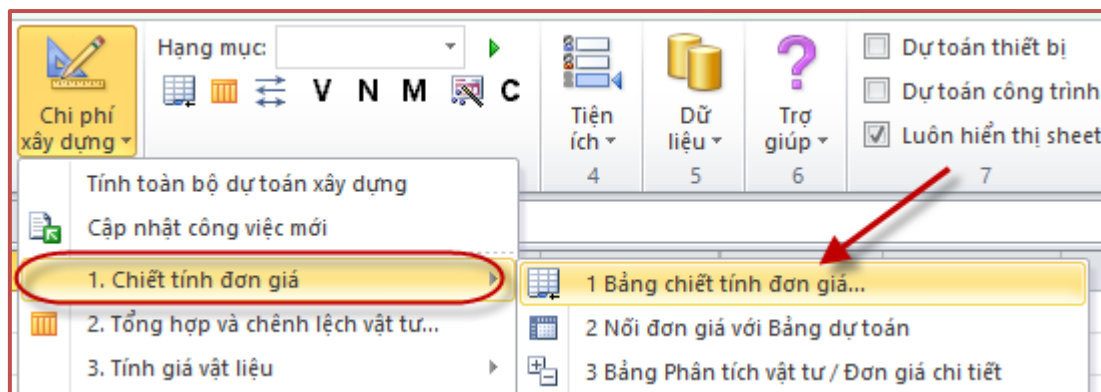 Hạng mục:
V N M C
Chi phí
xây dựng
Tiện
ích
Dữ
liệu
Trợ
giúp
Dự toán thiết bị
Dự toán công trình
Luôn hiển thị sheet
4 5 6 7
Tính toàn bộ dự toán xây dựng
Cập nhật công việc mới
1. Chiết tính đơn giá
2. Tổng hợp và chênh lệch vật tư...
3. Tính giá vật liệu
1 Bảng chiết tính đơn giá...
2 Nối đơn giá với Bảng dự toán
3 Bảng Phân tích vật tư / Đơn giá chi tiết